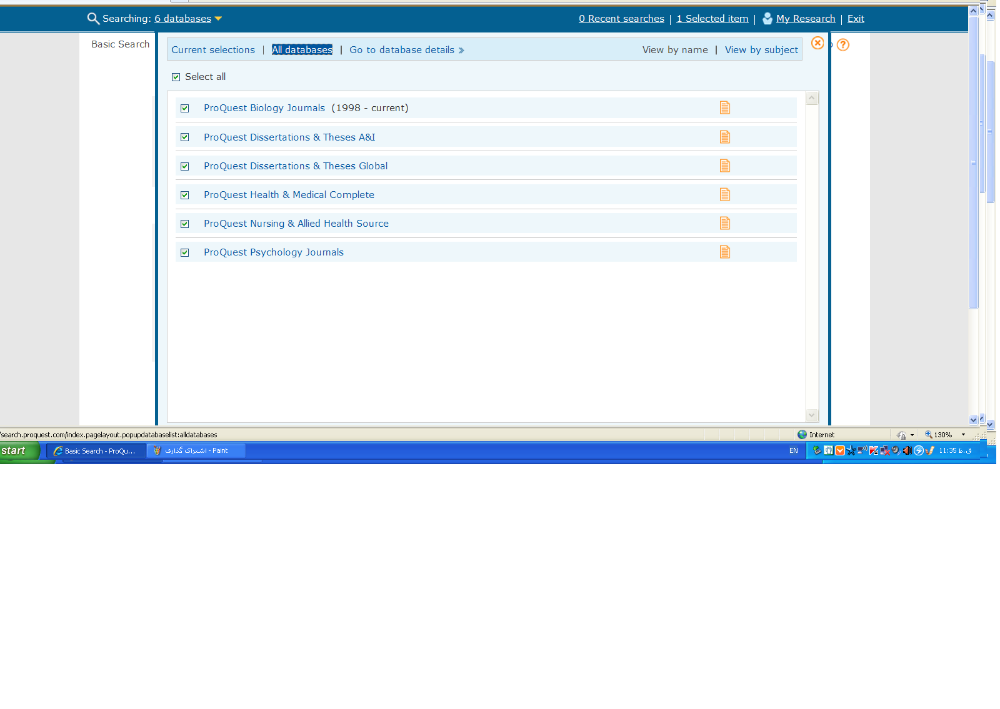 Searching: 6 databases 0 Recent searches | 1 Selected item | My Research | Exit
Basic Search
Current selections | All databases | Go to database details » View by name | View by subject
Select all
ProQuest Biology Journals (1998 - current)
ProQuest Dissertations & Theses A&I
ProQuest Dissertations & Theses Global
ProQuest Health & Medical Complete
ProQuest Nursing & Allied Health Source
ProQuest Psychology Journals
/search.proquest.com/index.pagelayout.popupdatabaselist:alldatabases Internet 130%
start Basic Search - ProQu... اشتراک گذاری - Paint EN 11:35 ق.ظ